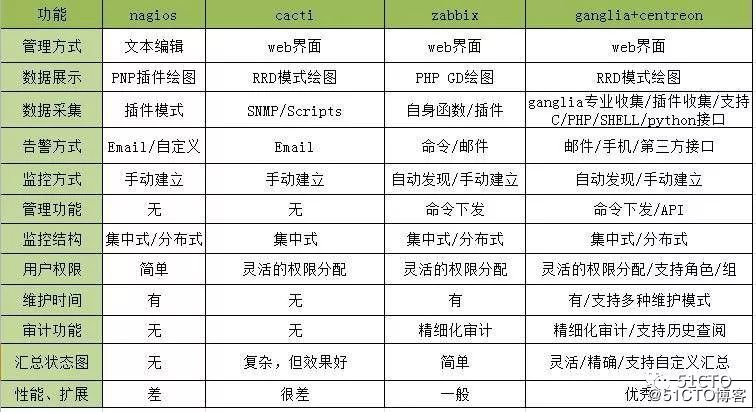 功能 nagios cacti zabbix ganglia+centreon
管理方式 文本编辑 web界面 web界面 web界面
数据展示 PNP插件绘图 RRD模式绘图 PHP GD绘图 RRD模式绘图
数据采集 插件模式 SNMP/Scripts 自身函数/插件 ganglia专业收集/插件收集/支持
C/PHP/SHELL/python接口
告警方式 Email/自定义 Email 命令/邮件 邮件/手机/第三方接口
监控方式 手动建立 手动建立 自动发现/手动建立 自动发现/手动建立
管理功能 无 无 命令下发 命令下发/API
监控结构 集中式/分布式 集中式 集中式/分布式 集中式/分布式
用户权限 简单 灵活的权限分配 灵活的权限分配 灵活的权限分配/支持角色/组
维护时间 有 无 有 有/支持多种维护模式
审计功能 无 无 精细化审计 精细化审计/支持历史查阅
汇总状态图 无 复杂，但效果好 简单 灵活/精确/支持自定义汇总
性能、扩展 差 很差 一般 优秀
51CTO
@51CTO博客